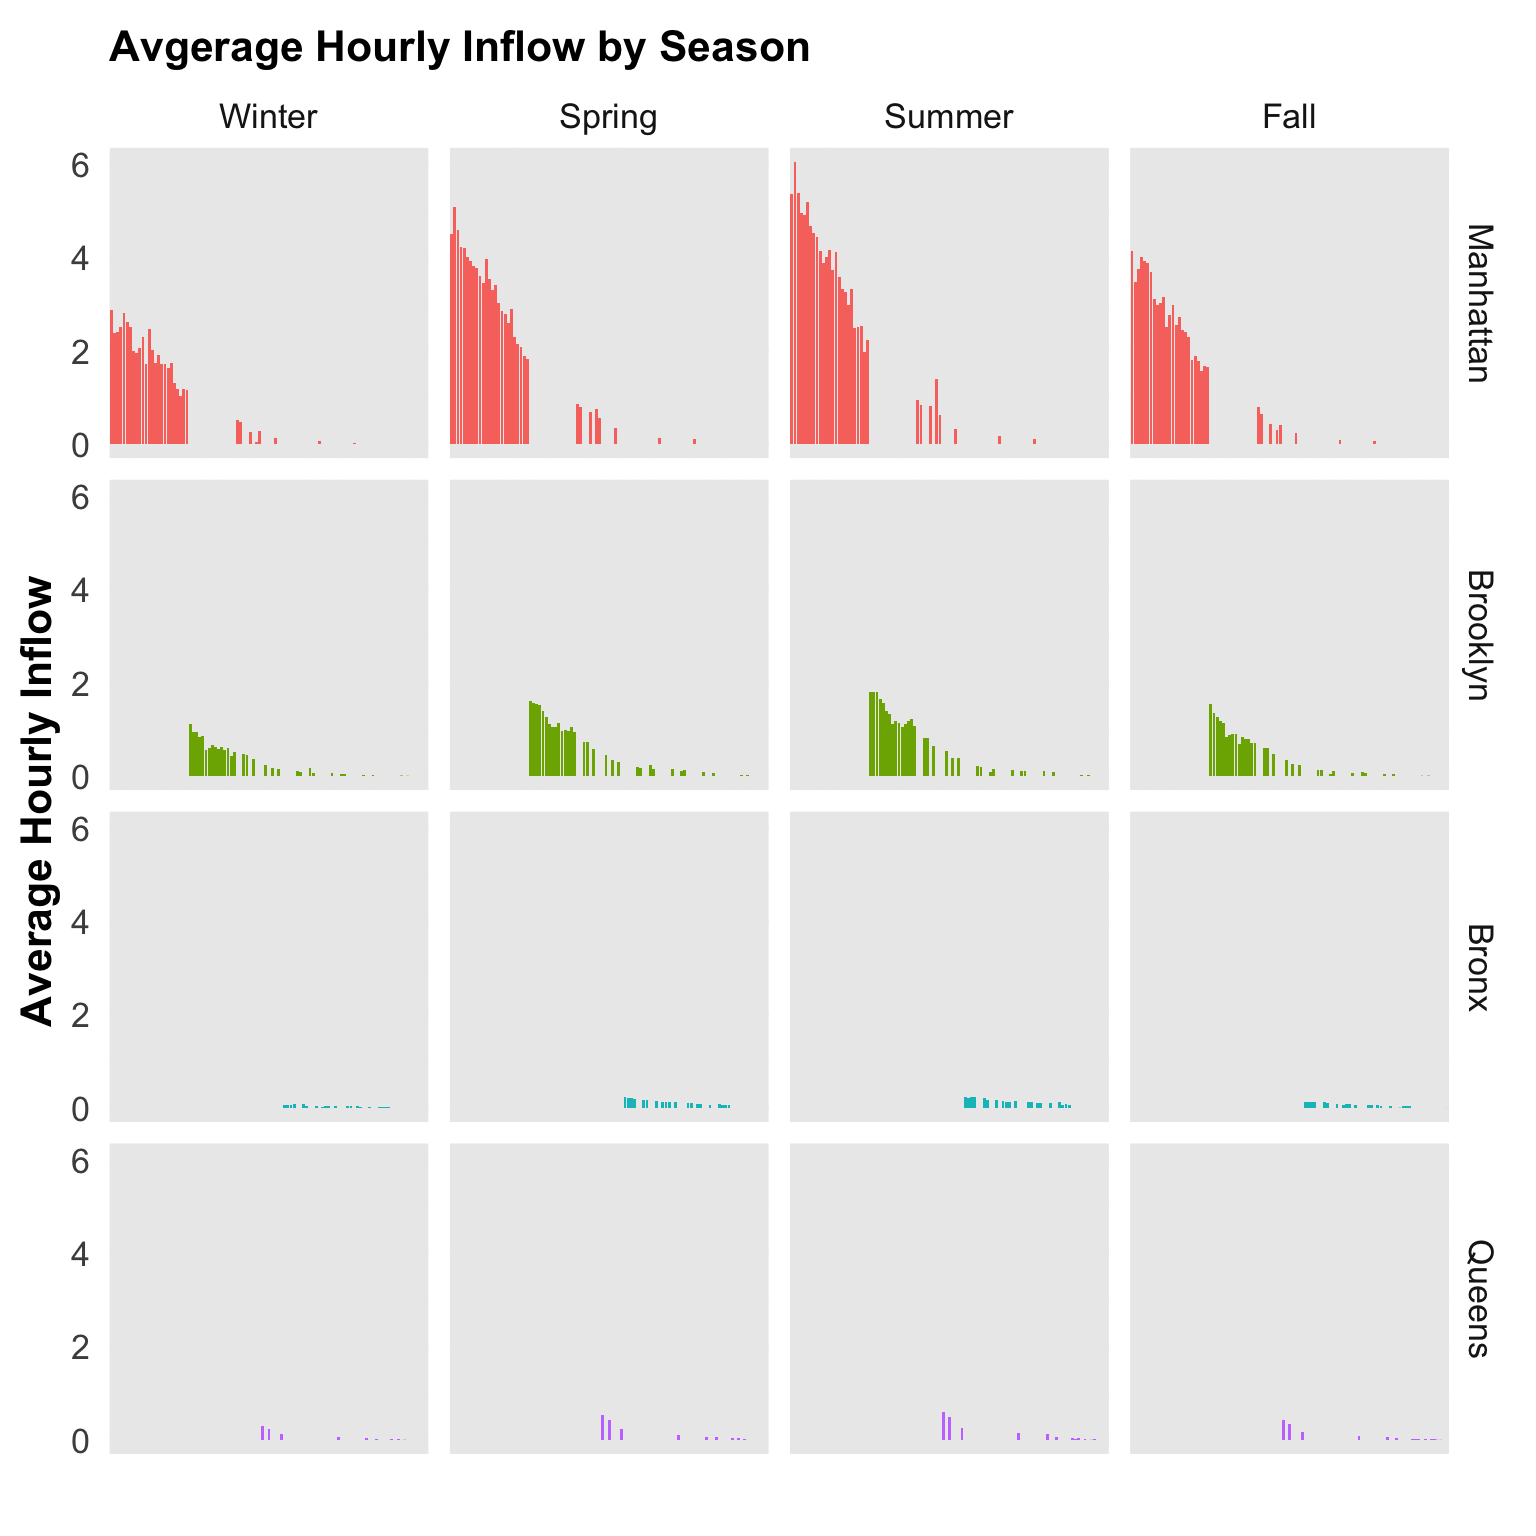 Avgerage Hourly Inflow by Season
Winter
Spring
Summer
Fall
6
4
2
0
Manhattan
6
4
2
0
Brooklyn
Average Hourly Inflow
6
4
2
0
Bronx
6
4
2
0
Queens